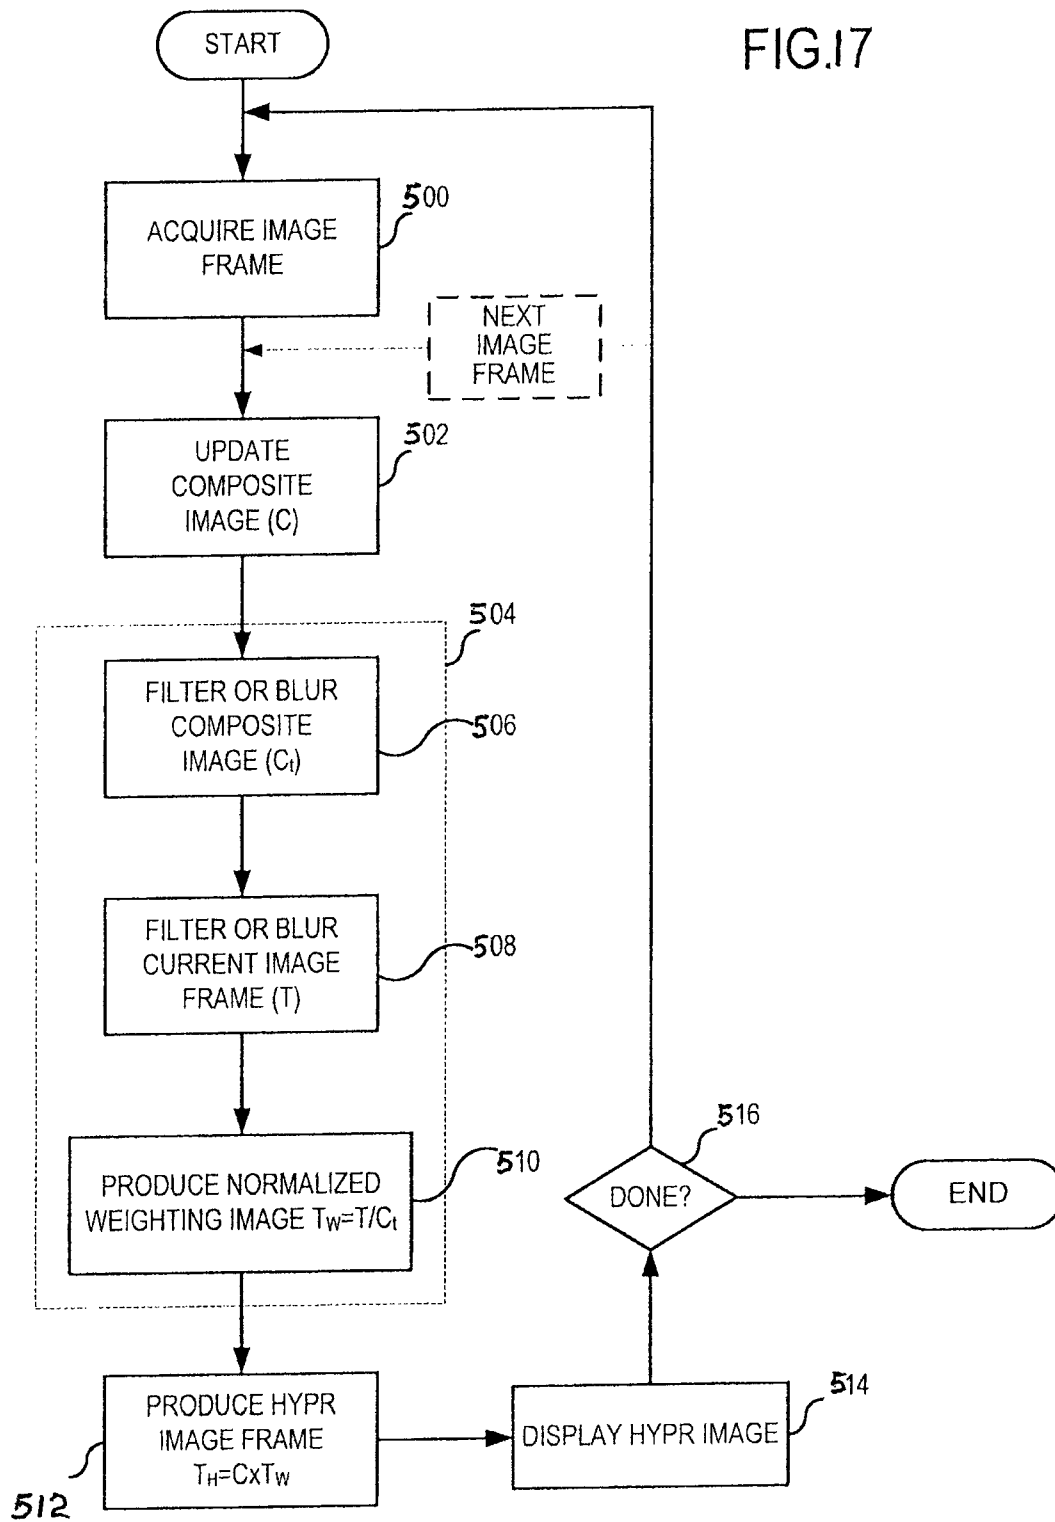 START
FIG.17
500
ACQUIRE IMAGE
FRAME
NEXT
IMAGE
FRAME
502
UPDATE
COMPOSITE
IMAGE (C)
504
FILTER OR BLUR
COMPOSITE
IMAGE (Ct)
506
FILTER OR BLUR
CURRENT IMAGE
FRAME (T)
508
PRODUCE NORMALIZED
WEIGHTING IMAGE TW=T/Ct
510
516
DONE?
END
PRODUCE HYPR
IMAGE FRAME
TH=CxTW
512
DISPLAY HYPR IMAGE
514